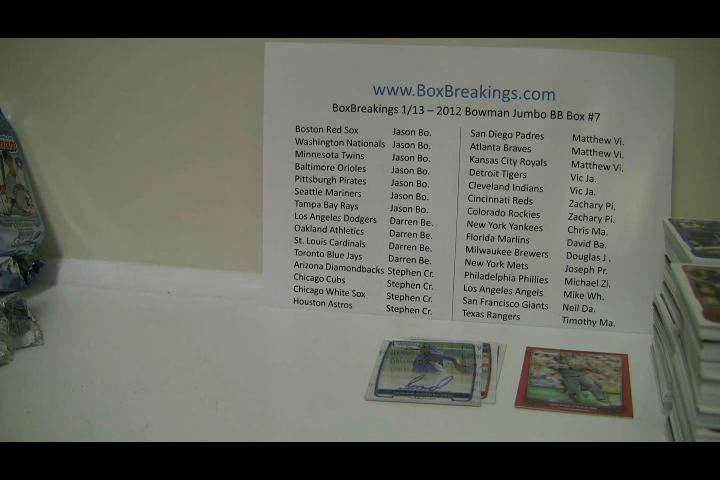 www.BoxBreakings.com
BoxBreakings 1/13 – 2012 Bowman Jumbo BB Box #7
Boston Red Sox Jason Bo.
Washington Nationals Jason Bo.
Minnesota Twins Jason Bo.
Baltimore Orioles Jason Bo.
Pittsburgh Pirates Jason Bo.
Seattle Mariners Jason Bo.
Tampa Bay Rays Jason Bo.
Los Angeles Dodgers Darren Be.
Oakland Athletics Darren Be.
St. Louis Cardinals Darren Be.
Toronto Blue Jays Darren Be.
Arizona Diamondbacks Stephen Cr.
Chicago Cubs Stephen Cr.
Chicago White Sox Stephen Cr.
Houston Astros Stephen Cr.
San Diego Padres Matthew Vi.
Atlanta Braves Matthew Vi.
Kansas City Royals Matthew Vi.
Detroit Tigers Vic Ja.
Cleveland Indians Vic Ja.
Cincinnati Reds Zachary Pi.
Colorado Rockies Zachary Pi.
New York Yankees Chris Ma.
Florida Marlins David Ba.
Milwaukee Brewers Douglas J .
New York Mets Joseph Pr.
Philadelphia Phillies Michael Zi.
Los Angeles Angels Mike Wh.
San Francisco Giants Neil Da.
Texas Rangers Timothy Ma.